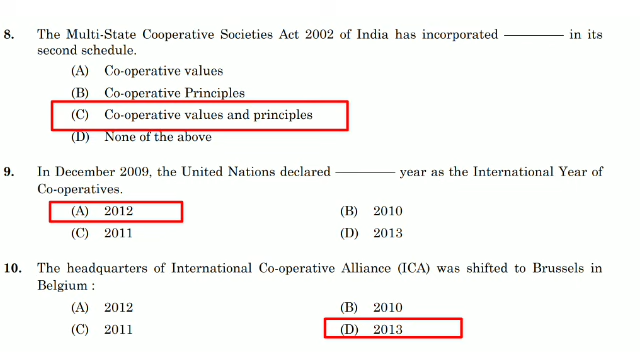 8. The Multi-State Cooperative Societies Act 2002 of India has incorporated ———— in its
second schedule.
(A) Co-operative values
(B) Co-operative Principles
(C) Co-operative values and principles
(D) None of the above
9. In December 2009, the United Nations declared ———— year as the International Year of
Co-operatives.
(A) 2012 (B) 2010
(C) 2011 (D) 2013
10. The headquarters of International Co-operative Alliance (ICA) was shifted to Brussels in
Belgium :
(A) 2012 (B) 2010
(C) 2011 (D) 2013